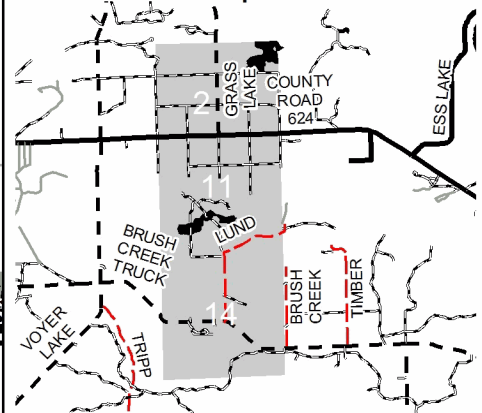 GRASS
LAKE
COUNTY
ROAD
624
ESS LAKE
2
11
LUND
BRUSH
CREEK
TRUCK
14
BRUSH
CREEK
TIMBER
VOYER
LAKE
TRIPP